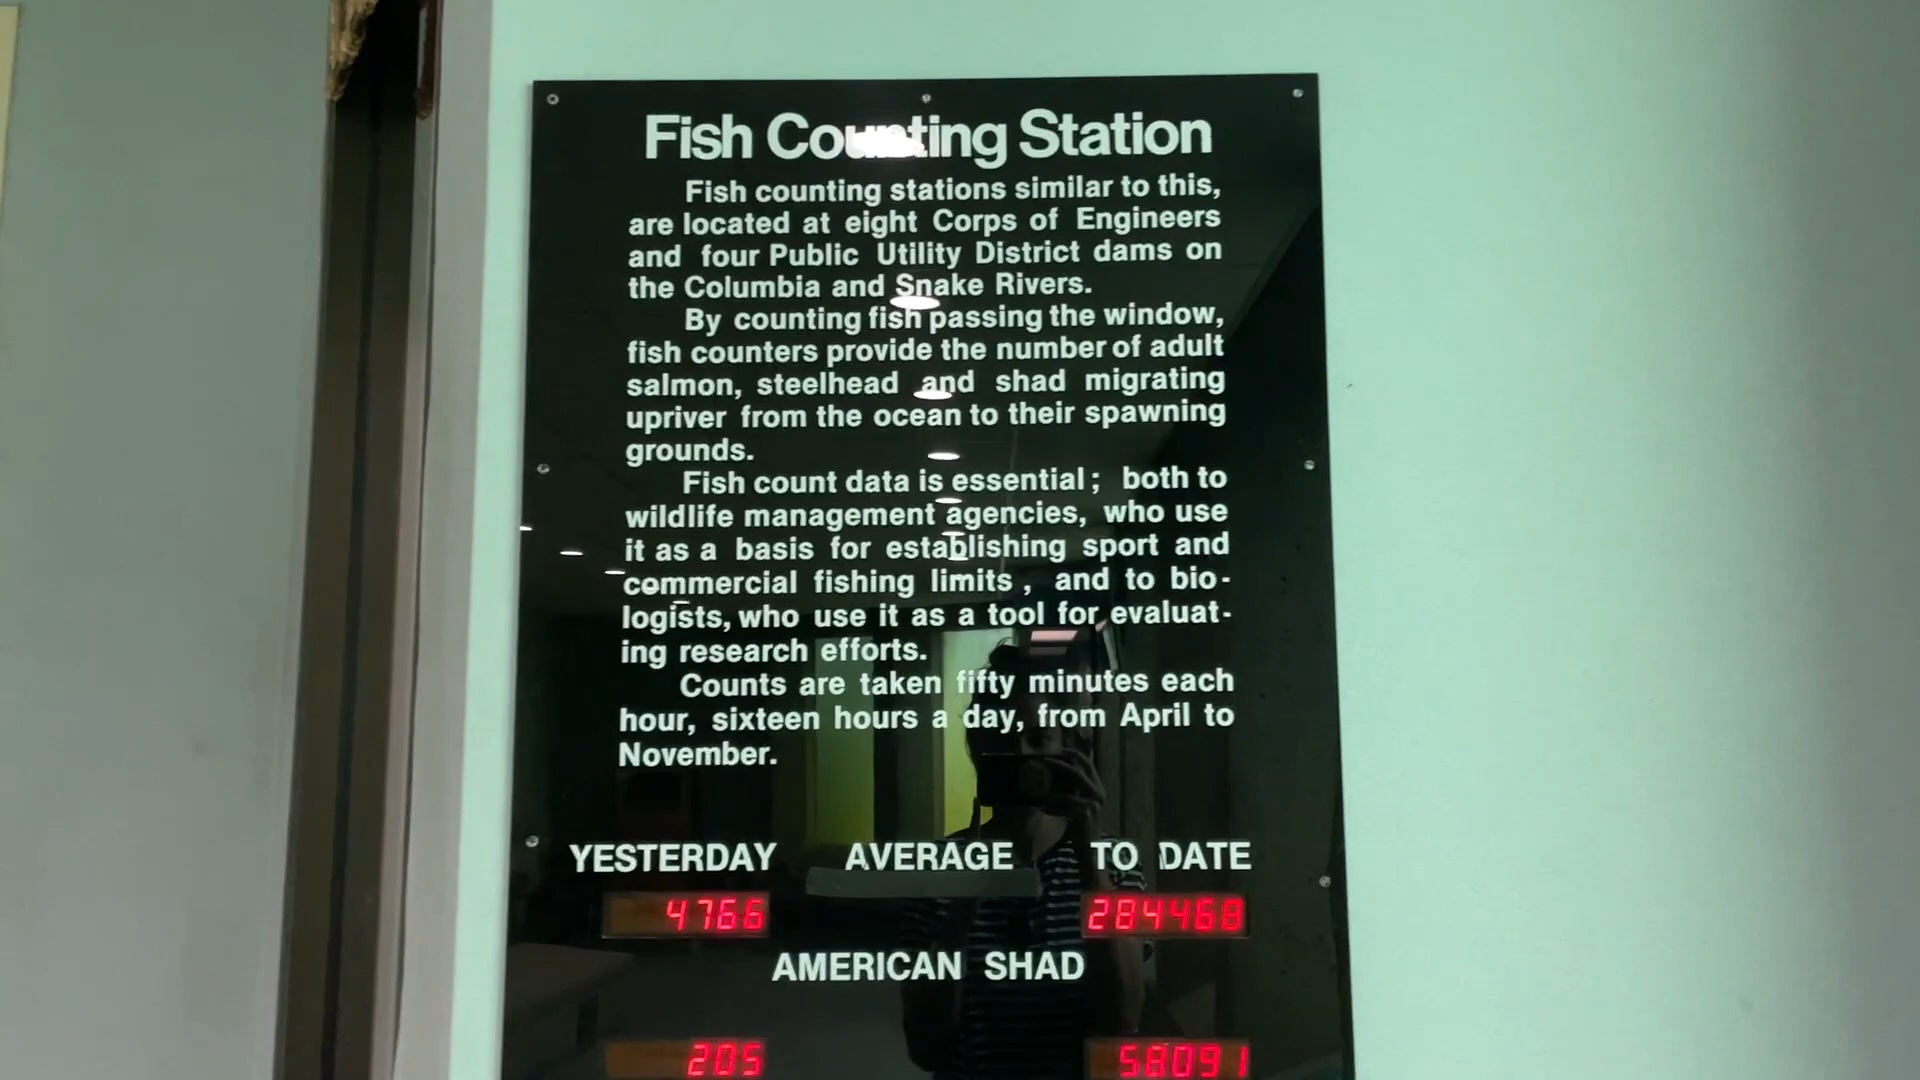 Fish Counting Station
Fish counting stations similar to this,
are located at eight Corps of Engineers
and four Public Utility District dams on
the Columbia and Snake Rivers.
By counting fish passing the window,
fish counters provide the number of adult
salmon, steelhead and shad migrating
upriver from the ocean to their spawning
grounds.
Fish count data is essential; both to
wildlife management agencies, who use
it as a basis for establishing sport and
commercial fishing limits, and to bio-
logists, who use it as a tool for evaluat-
ing research efforts.
Counts are taken fifty minutes each
hour, sixteen hours a day, from April to
November.
YESTERDAY AVERAGE TO DATE
4766 284468
AMERICAN SHAD
205 58091